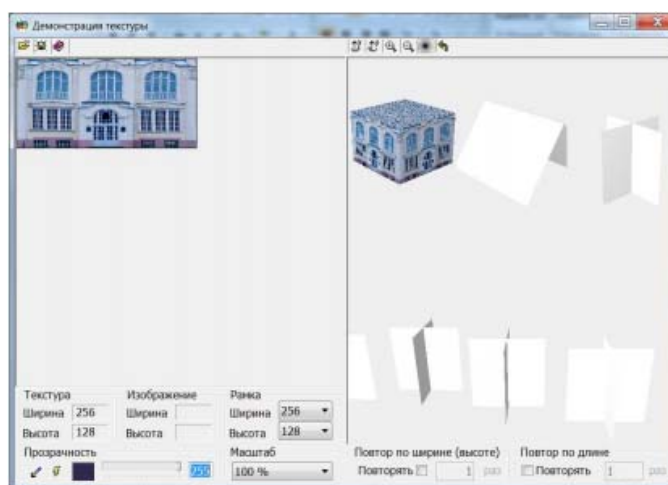 Демонстрация текстуры
Текстура Изображение Рамка
Ширина 256 Ширина Ширина 256
Высота 128 Высота Высота 128
Прозрачность Масштаб Повтор по ширине (высоте) Повтор по длине
255 100 % Повторять 1 раз Повторять 1 раз